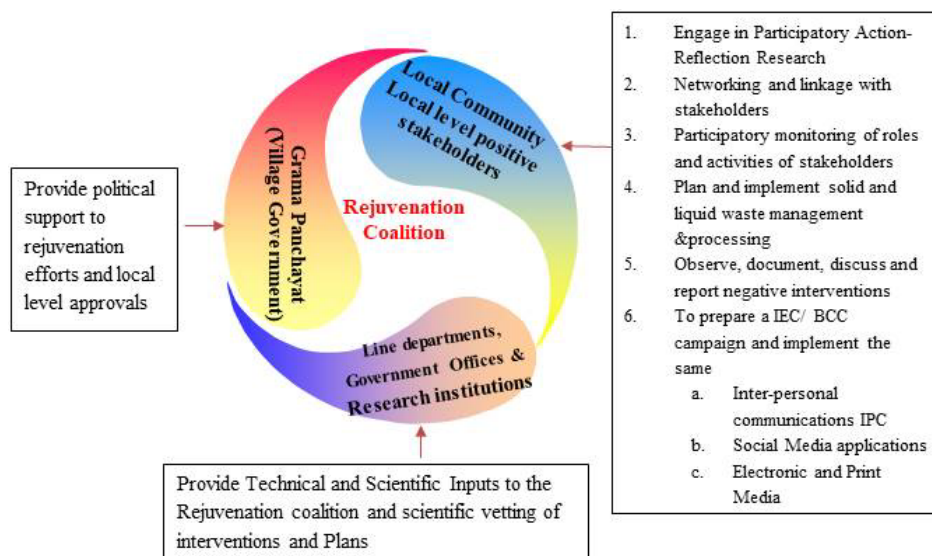 Provide political
support to
rejuvenation
efforts and local
level approvals
Grama Panchayat
(Village Government)
Local Community
Local level positive
stakeholders
Rejuvenation
Coalition
Line departments,
Government Offices &
Research institutions
Provide Technical and Scientific Inputs to the
Rejuvenation coalition and scientific vetting of
interventions and Plans
1. Engage in Participatory Action-
Reflection Research
2. Networking and linkage with
stakeholders
3. Participatory monitoring of roles
and activities of stakeholders
4. Plan and implement solid and
liquid waste management
&processing
5. Observe, document, discuss and
report negative interventions
6. To prepare a IEC/ BCC
campaign and implement the
same
a. Inter-personal
communications IPC
b. Social Media applications
c. Electronic and Print
Media